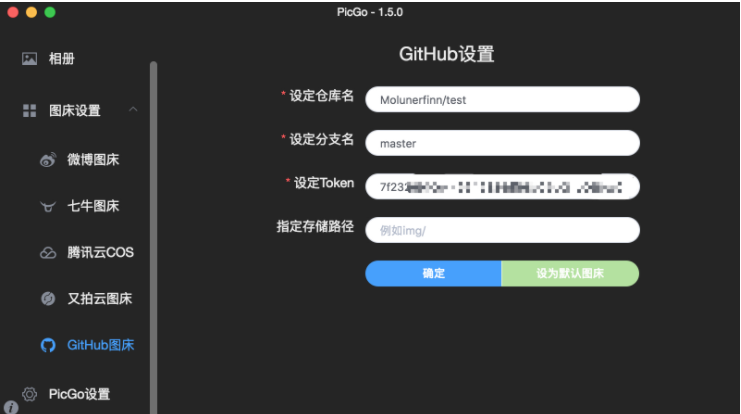 PicGo - 1.5.0
相册
图床设置
微博图床
七牛图床
腾讯云COS
又拍云图床
GitHub图床
PicGo设置
GitHub设置
* 设定仓库名 Molunerfinn/test
* 设定分支名 master
* 设定Token 7f232
指定存储路径 例如img/
确定 设为默认图床